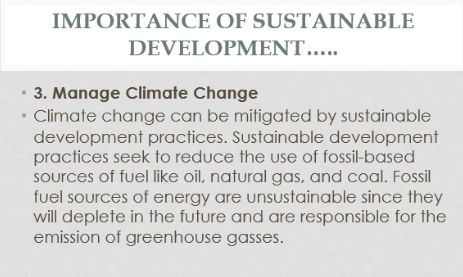 IMPORTANCE OF SUSTAINABLE
DEVELOPMENT.....
• 3. Manage Climate Change
• Climate change can be mitigated by sustainable
development practices. Sustainable development
practices seek to reduce the use of fossil-based
sources of fuel like oil, natural gas, and coal. Fossil
fuel sources of energy are unsustainable since they
will deplete in the future and are responsible for the
emission of greenhouse gasses.